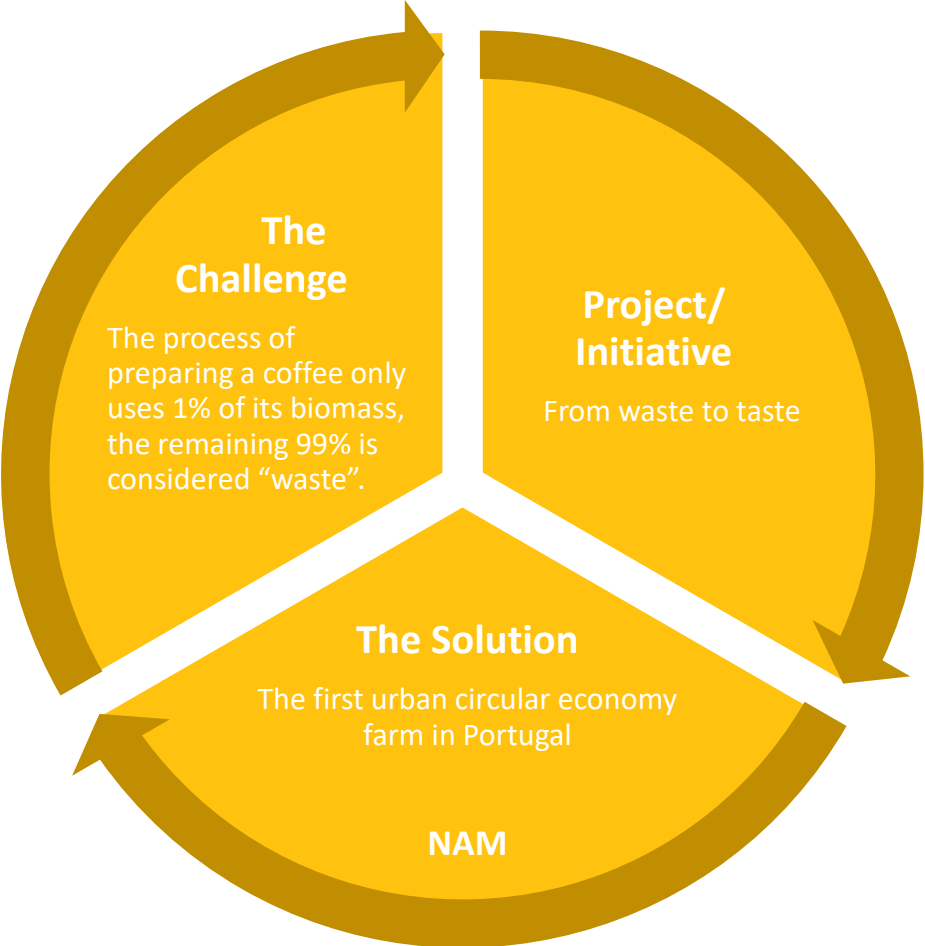 The
Challenge
The process of
preparing a coffee only
uses 1% of its biomass,
the remaining 99% is
considered “waste”.
Project/
Initiative
From waste to taste
The Solution
The first urban circular economy
farm in Portugal
NAM